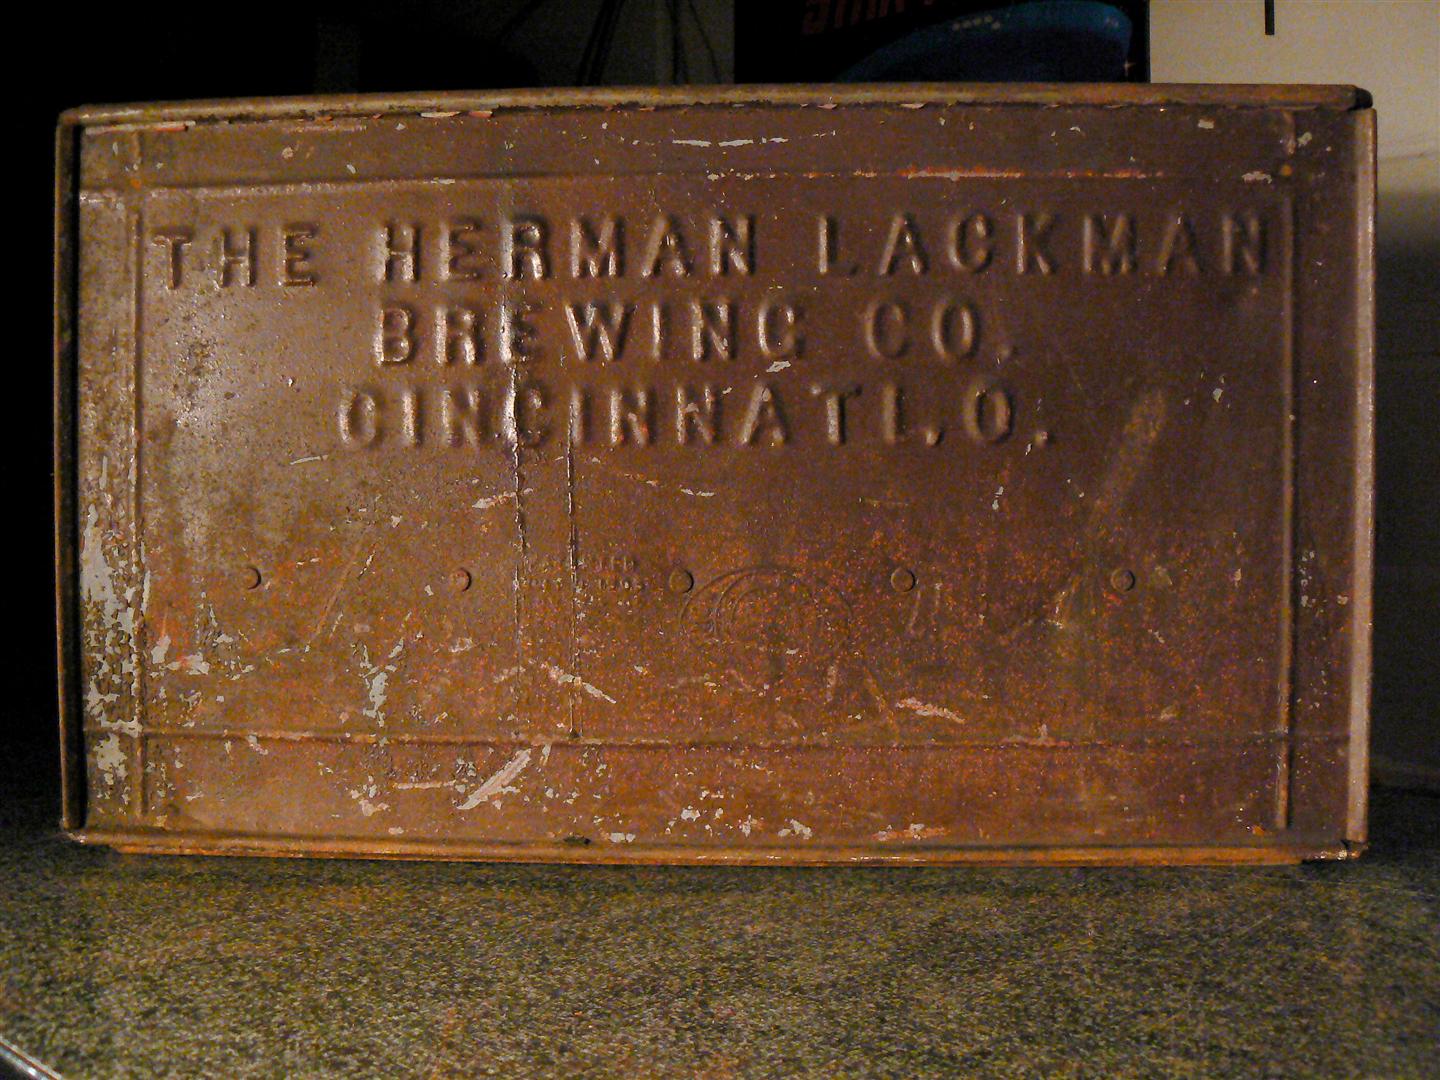 THE HERMAN LACKMAN
BREWING CO.
CINCINNATI, O.